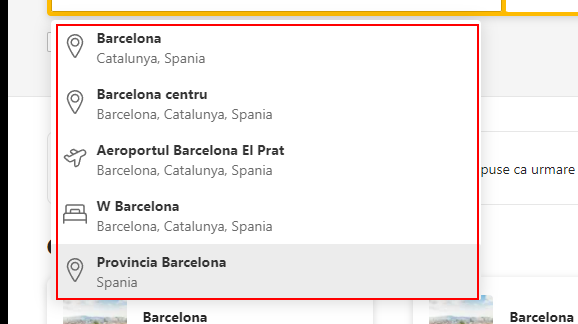 Barcelona
Catalunya, Spania
Barcelona centru
Barcelona, Catalunya, Spania
Aeroportul Barcelona El Prat
Barcelona, Catalunya, Spania
puse ca urmare
W Barcelona
Barcelona, Catalunya, Spania
Provincia Barcelona
Spania
Barcelona
Barcelona